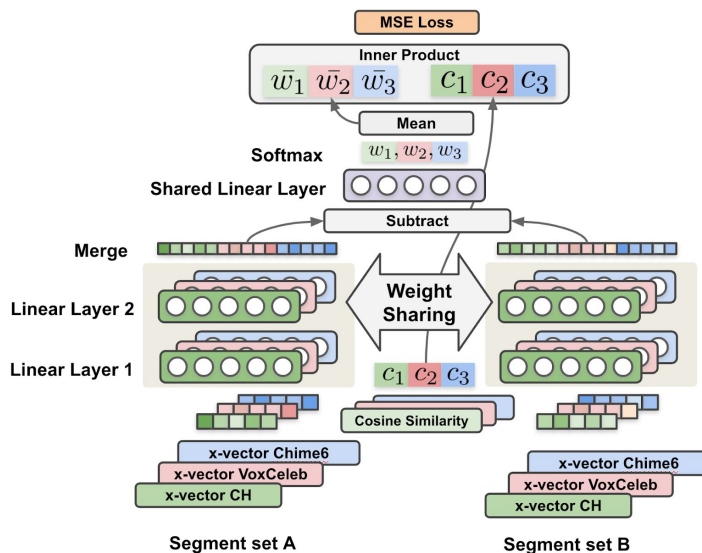 MSE Loss
Inner Product
w̄₁ w̄₂ w̄₃ c₁ c₂ c₃
Mean
Softmax w₁, w₂, w₃
Shared Linear Layer
Subtract
Merge
Linear Layer 2
Weight
Sharing
Linear Layer 1
c₁ c₂ c₃
Cosine Similarity
x-vector Chime6
x-vector VoxCeleb
x-vector CH
x-vector Chime6
x-vector VoxCeleb
x-vector CH
Segment set A
Segment set B